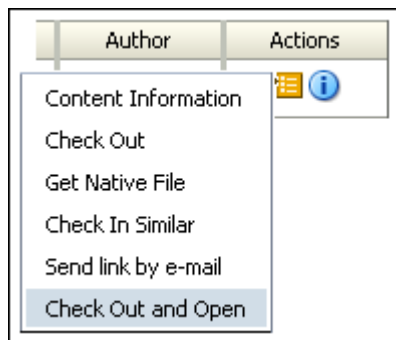 Author Actions
Content Information
Check Out
Get Native File
Check In Similar
Send link by e-mail
Check Out and Open